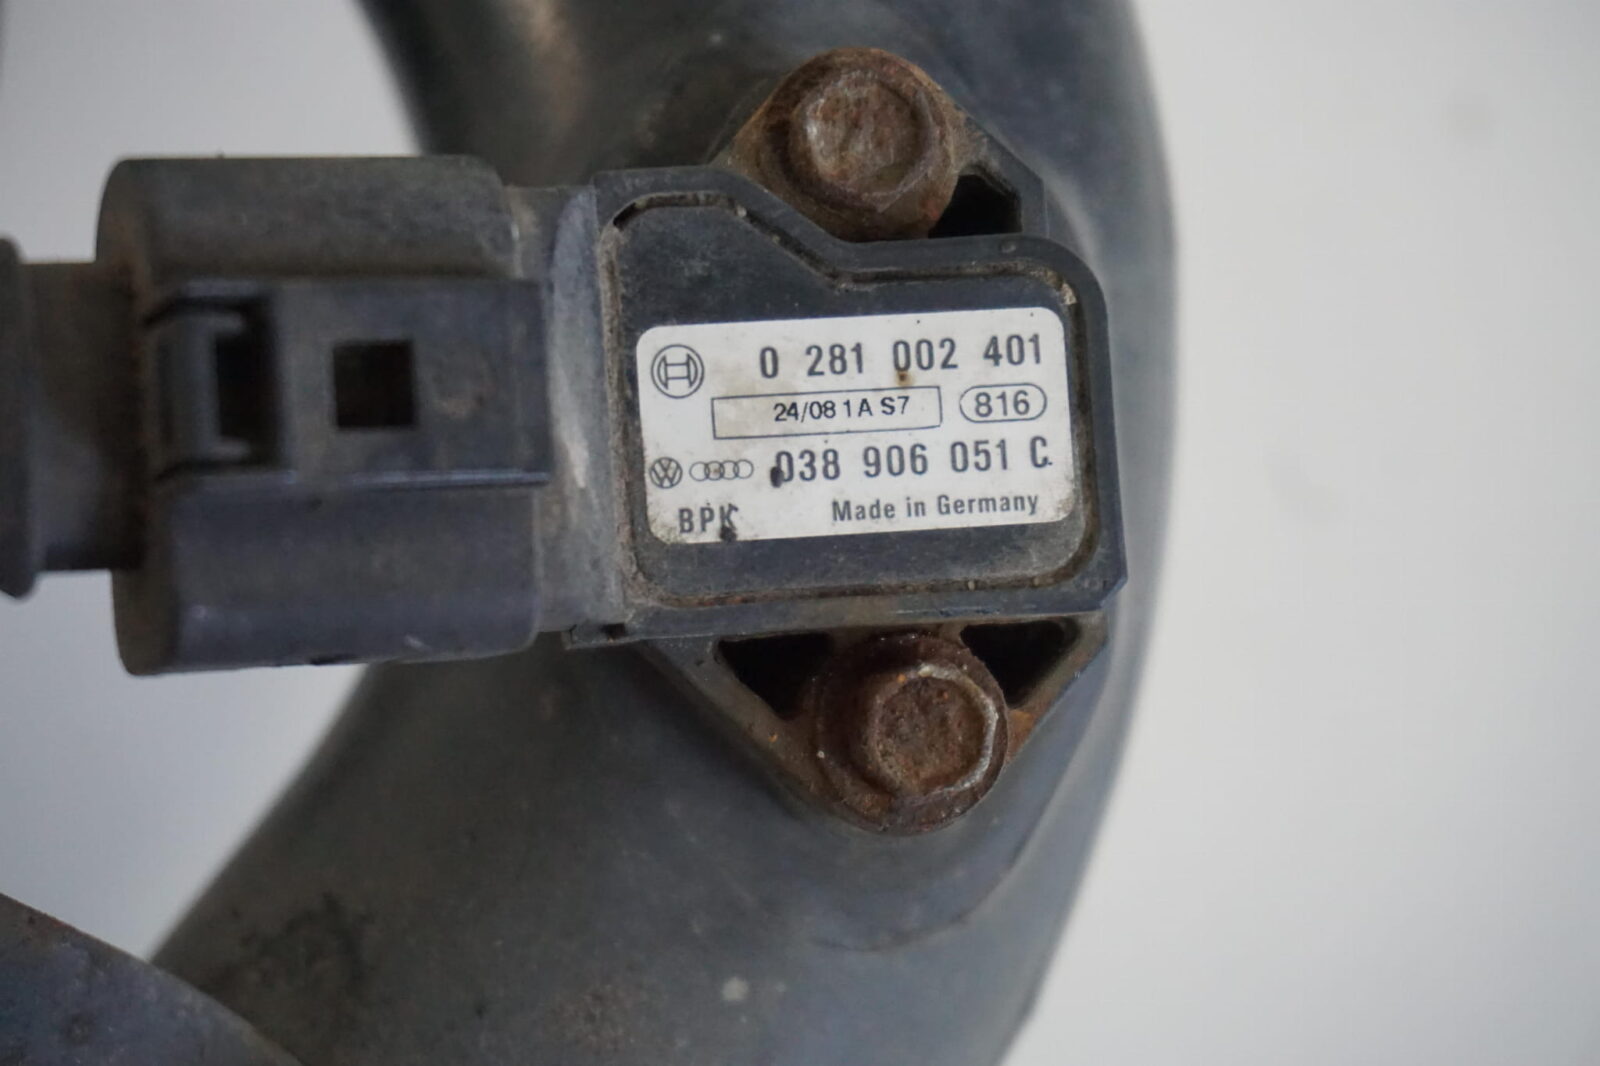 0 281 002 401
24/08 1A S7 816
038 906 051 C
BPK Made in Germany